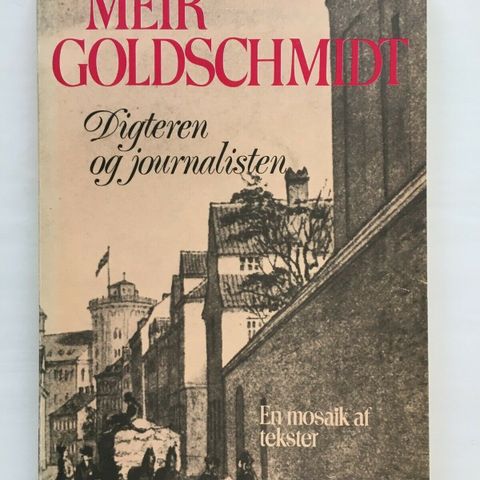 MEIR
GOLDSCHMIDT
Digteren
og journalisten
En mosaik af
tekster